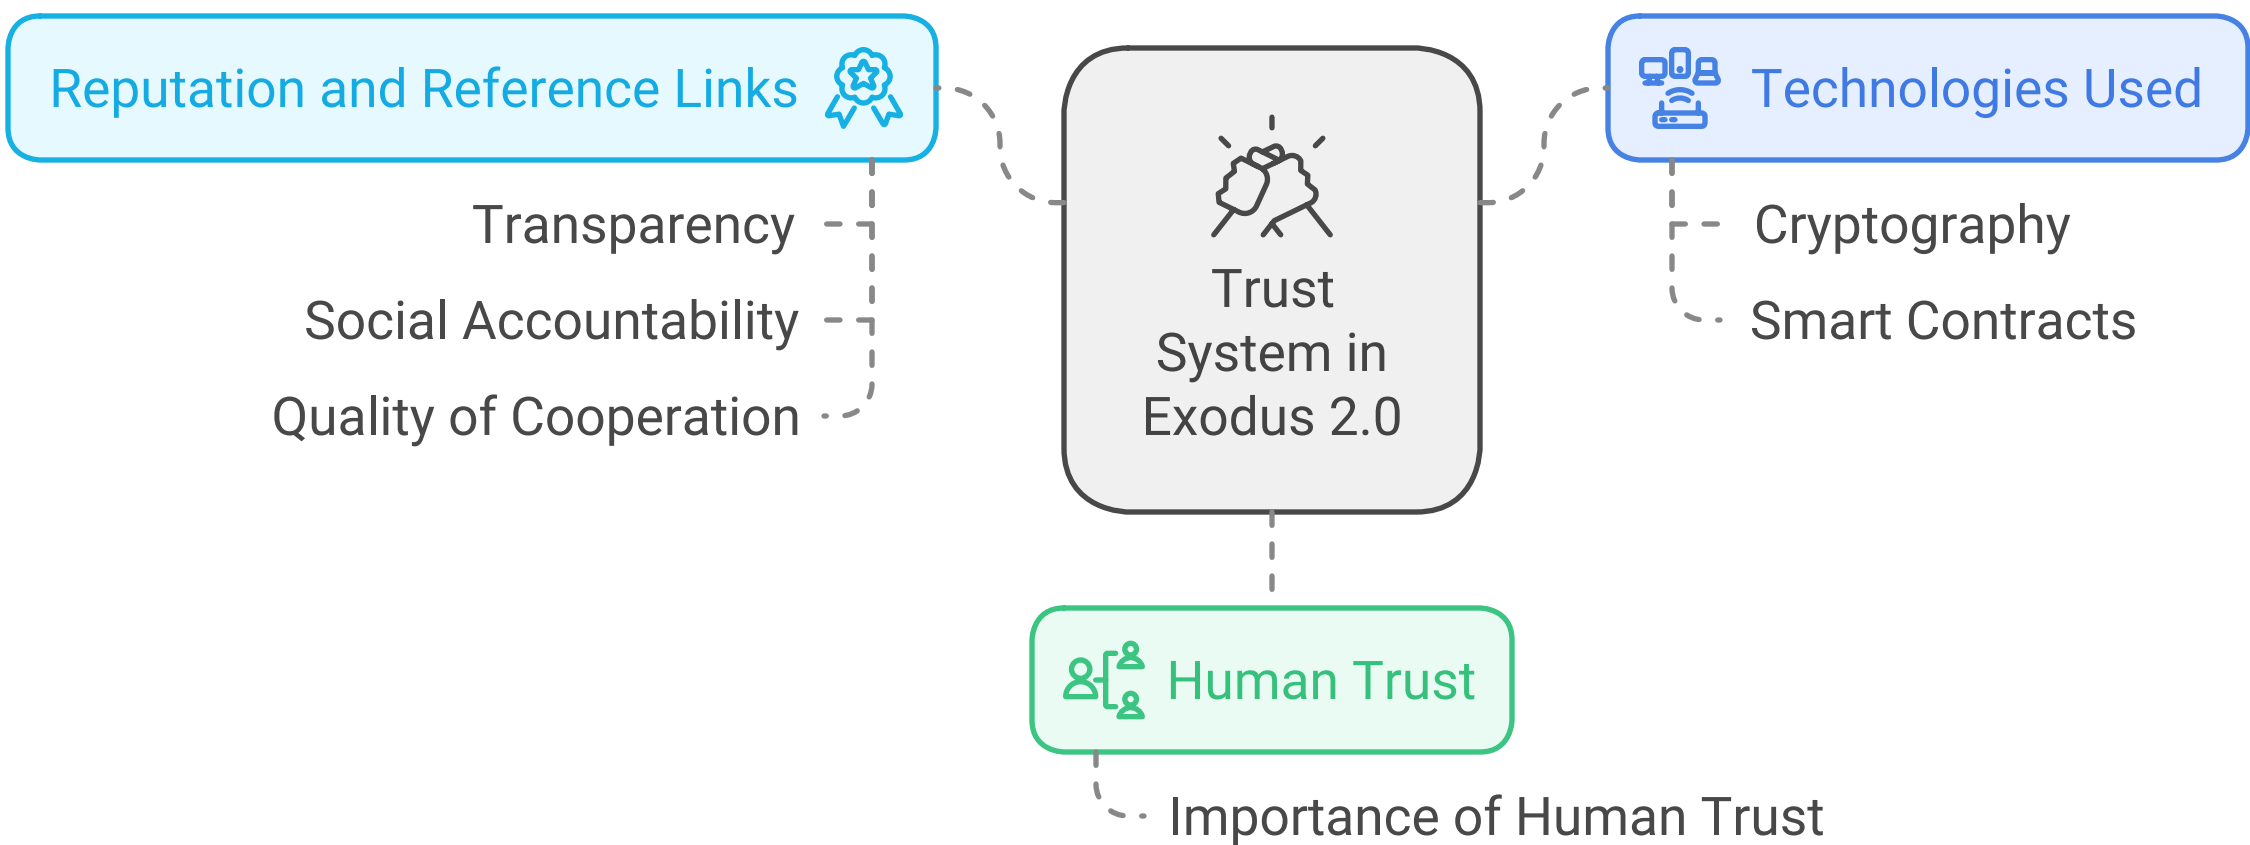 Reputation and Reference Links
Transparency
Social Accountability
Quality of Cooperation
Trust
System in
Exodus 2.0
Technologies Used
Cryptography
Smart Contracts
Human Trust
Importance of Human Trust